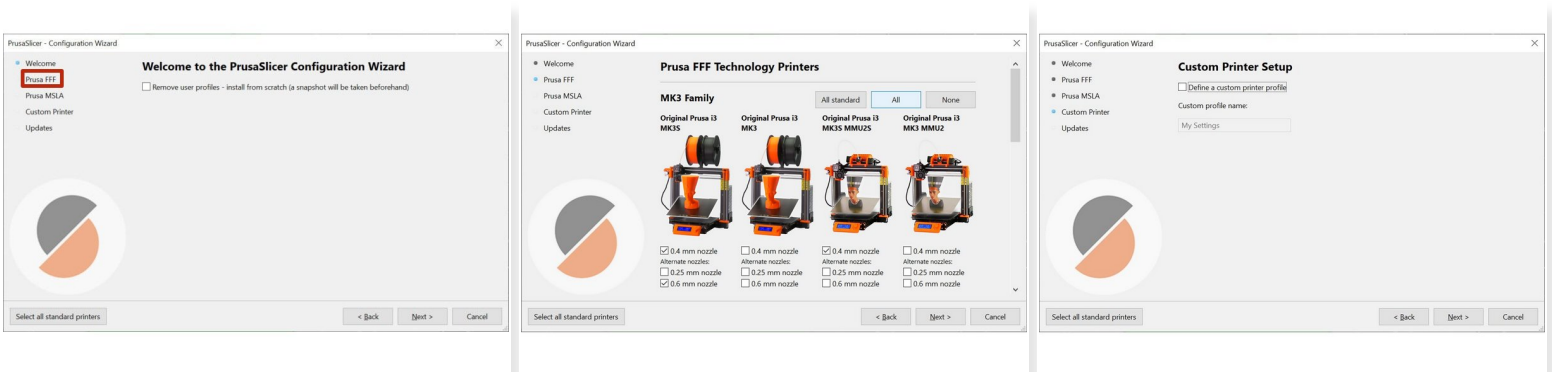 PrusaSlicer - Configuration Wizard
Welcome
Prusa FFF
Prusa MSLA
Custom Printer
Updates
Welcome to the PrusaSlicer Configuration Wizard
Remove user profiles - install from scratch (a snapshot will be taken beforehand)
Select all standard printers
< Back
Next >
Cancel
PrusaSlicer - Configuration Wizard
Welcome
Prusa FFF
Prusa MSLA
Custom Printer
Updates
Prusa FFF Technology Printers
MK3 Family
All standard
All
None
Original Prusa i3
MK3S
Original Prusa i3
MK3
Original Prusa i3
MK3S MMU2S
Original Prusa i3
MK3 MMU2
0.4 mm nozzle
Alternate nozzles:
0.25 mm nozzle
0.6 mm nozzle
0.4 mm nozzle
Alternate nozzles:
0.25 mm nozzle
0.6 mm nozzle
0.4 mm nozzle
Alternate nozzles:
0.25 mm nozzle
0.6 mm nozzle
0.4 mm nozzle
Alternate nozzles:
0.25 mm nozzle
0.6 mm nozzle
Select all standard printers
< Back
Next >
Cancel
PrusaSlicer - Configuration Wizard
Welcome
Prusa FFF
Prusa MSLA
Custom Printer
Updates
Custom Printer Setup
Define a custom printer profile
Custom profile name:
My Settings
Select all standard printers
< Back
Next >
Cancel